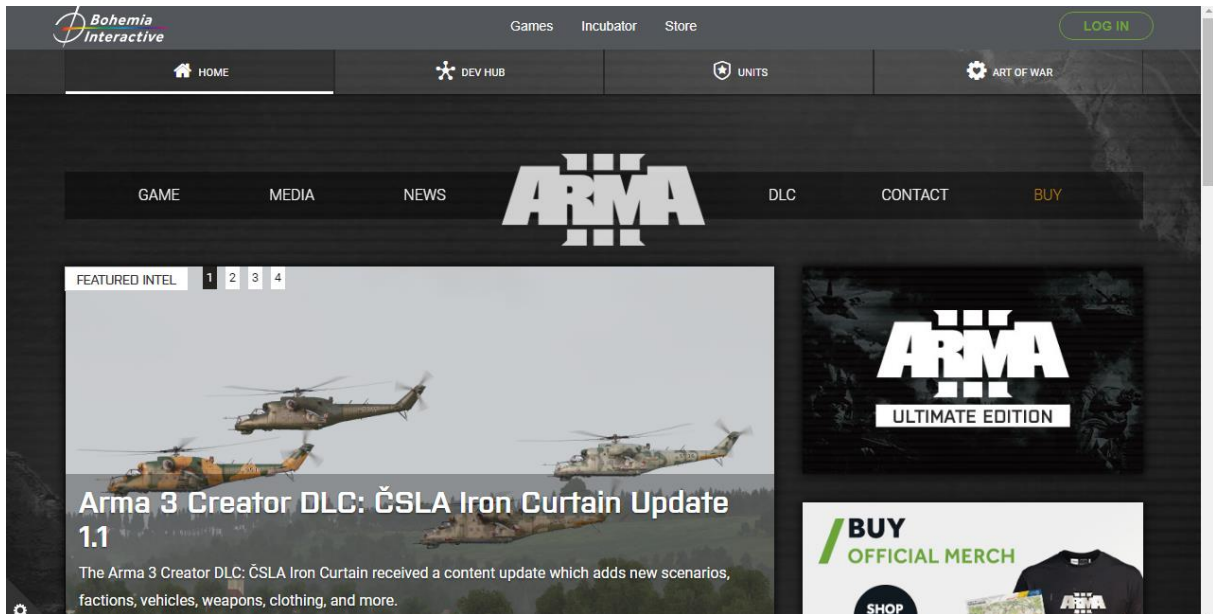 Bohemia
Interactive
Games Incubator Store
LOG IN
HOME
DEV HUB
UNITS
ART OF WAR
GAME MEDIA NEWS
ARMA III
DLC CONTACT BUY
FEATURED INTEL 1 2 3 4
Arma 3 Creator DLC: ČSLA Iron Curtain Update
1.1
The Arma 3 Creator DLC: ČSLA Iron Curtain received a content update which adds new scenarios,
factions, vehicles, weapons, clothing, and more.
ARMA III
ULTIMATE EDITION
BUY
OFFICIAL MERCH
SHOP
ARMA